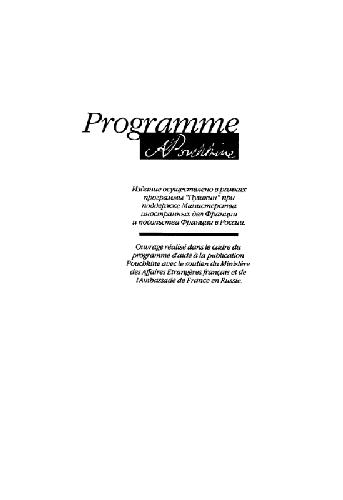 Programme
A Pouchkine
Издание осуществлено в рамках
программы "Пушкин" при
поддержке Министерства
иностранных дел Франции
и посольства Франции в России.
Ouvrage réalisé dans le cadre du
programme d'aide à la publication
Pouchkine avec le soutien du Ministère
des Affaires Etrangères français et de
l'Ambassade de France en Russie.